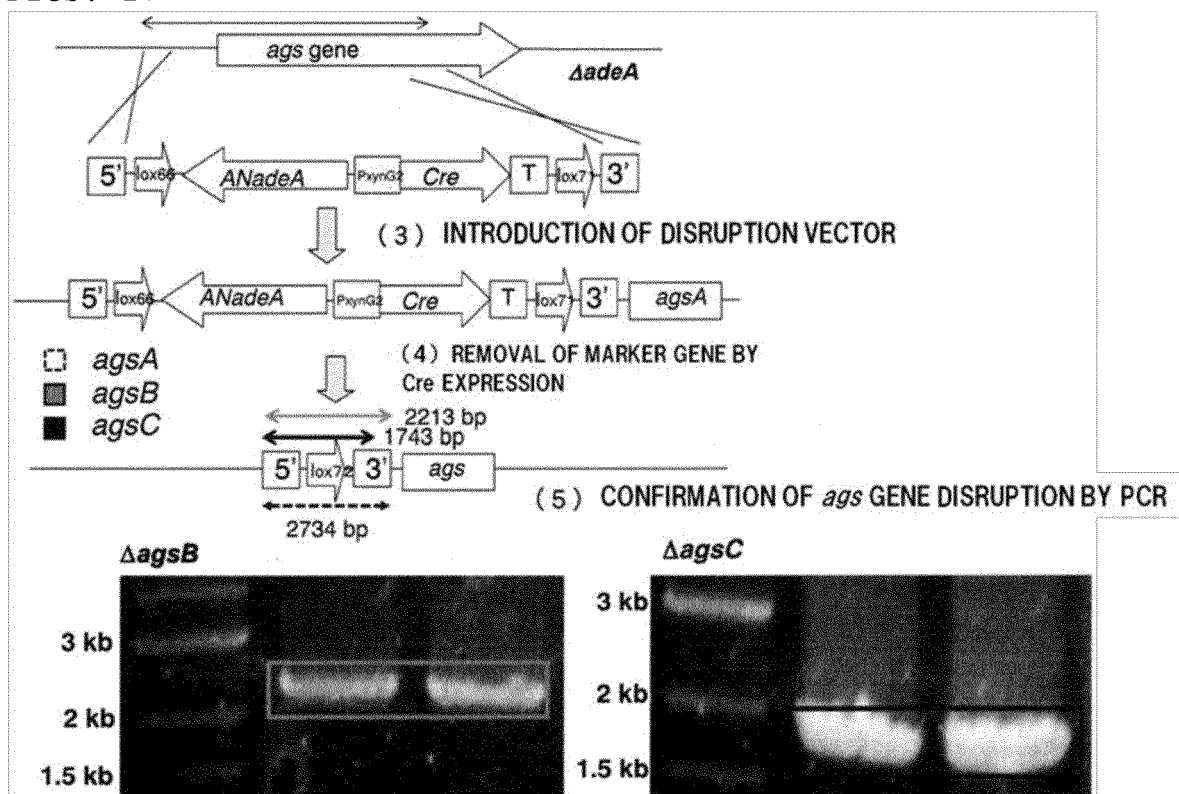 ags gene
ΔadeA
5' lox66 ANadeA PxynG2 Cre T lox71 3'
(3) INTRODUCTION OF DISRUPTION VECTOR
5' lox66 ANadeA PxynG2 Cre T lox71 3' agsA
agsA
agsB
agsC
(4) REMOVAL OF MARKER GENE BY
Cre EXPRESSION
2213 bp
1743 bp
5' lox72 3' ags
2734 bp
(5) CONFIRMATION OF ags GENE DISRUPTION BY PCR
ΔagsB
3 kb
2 kb
1.5 kb
ΔagsC
3 kb
2 kb
1.5 kb